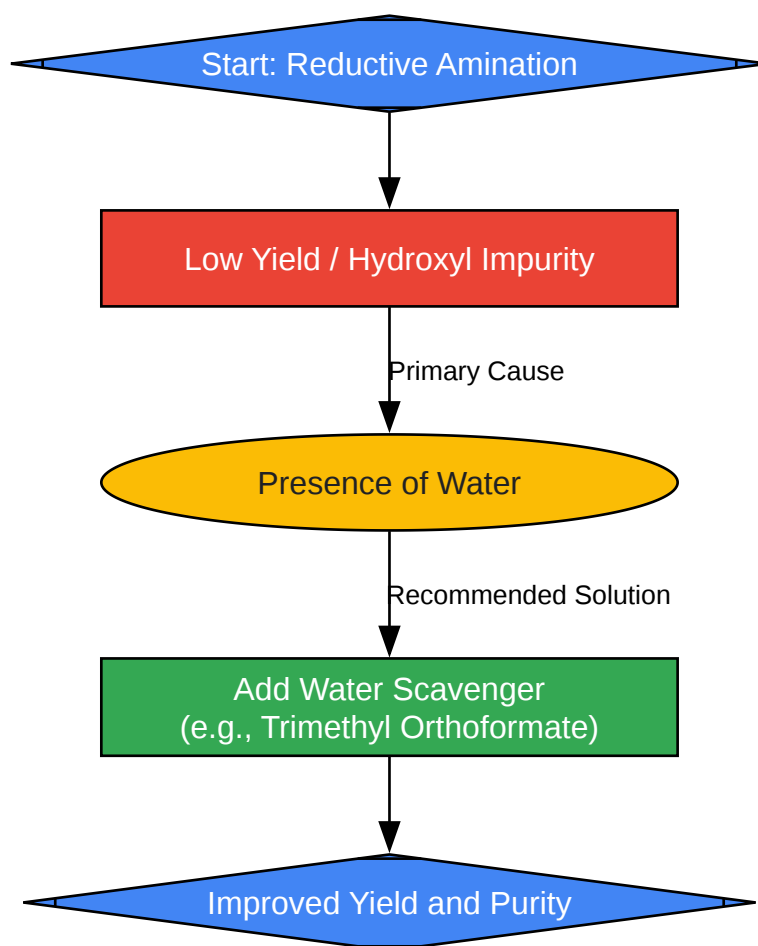 Start: Reductive Amination
Low Yield / Hydroxyl Impurity
Primary Cause
Presence of Water
Recommended Solution
Add Water Scavenger
(e.g., Trimethyl Orthoformate)
Improved Yield and Purity